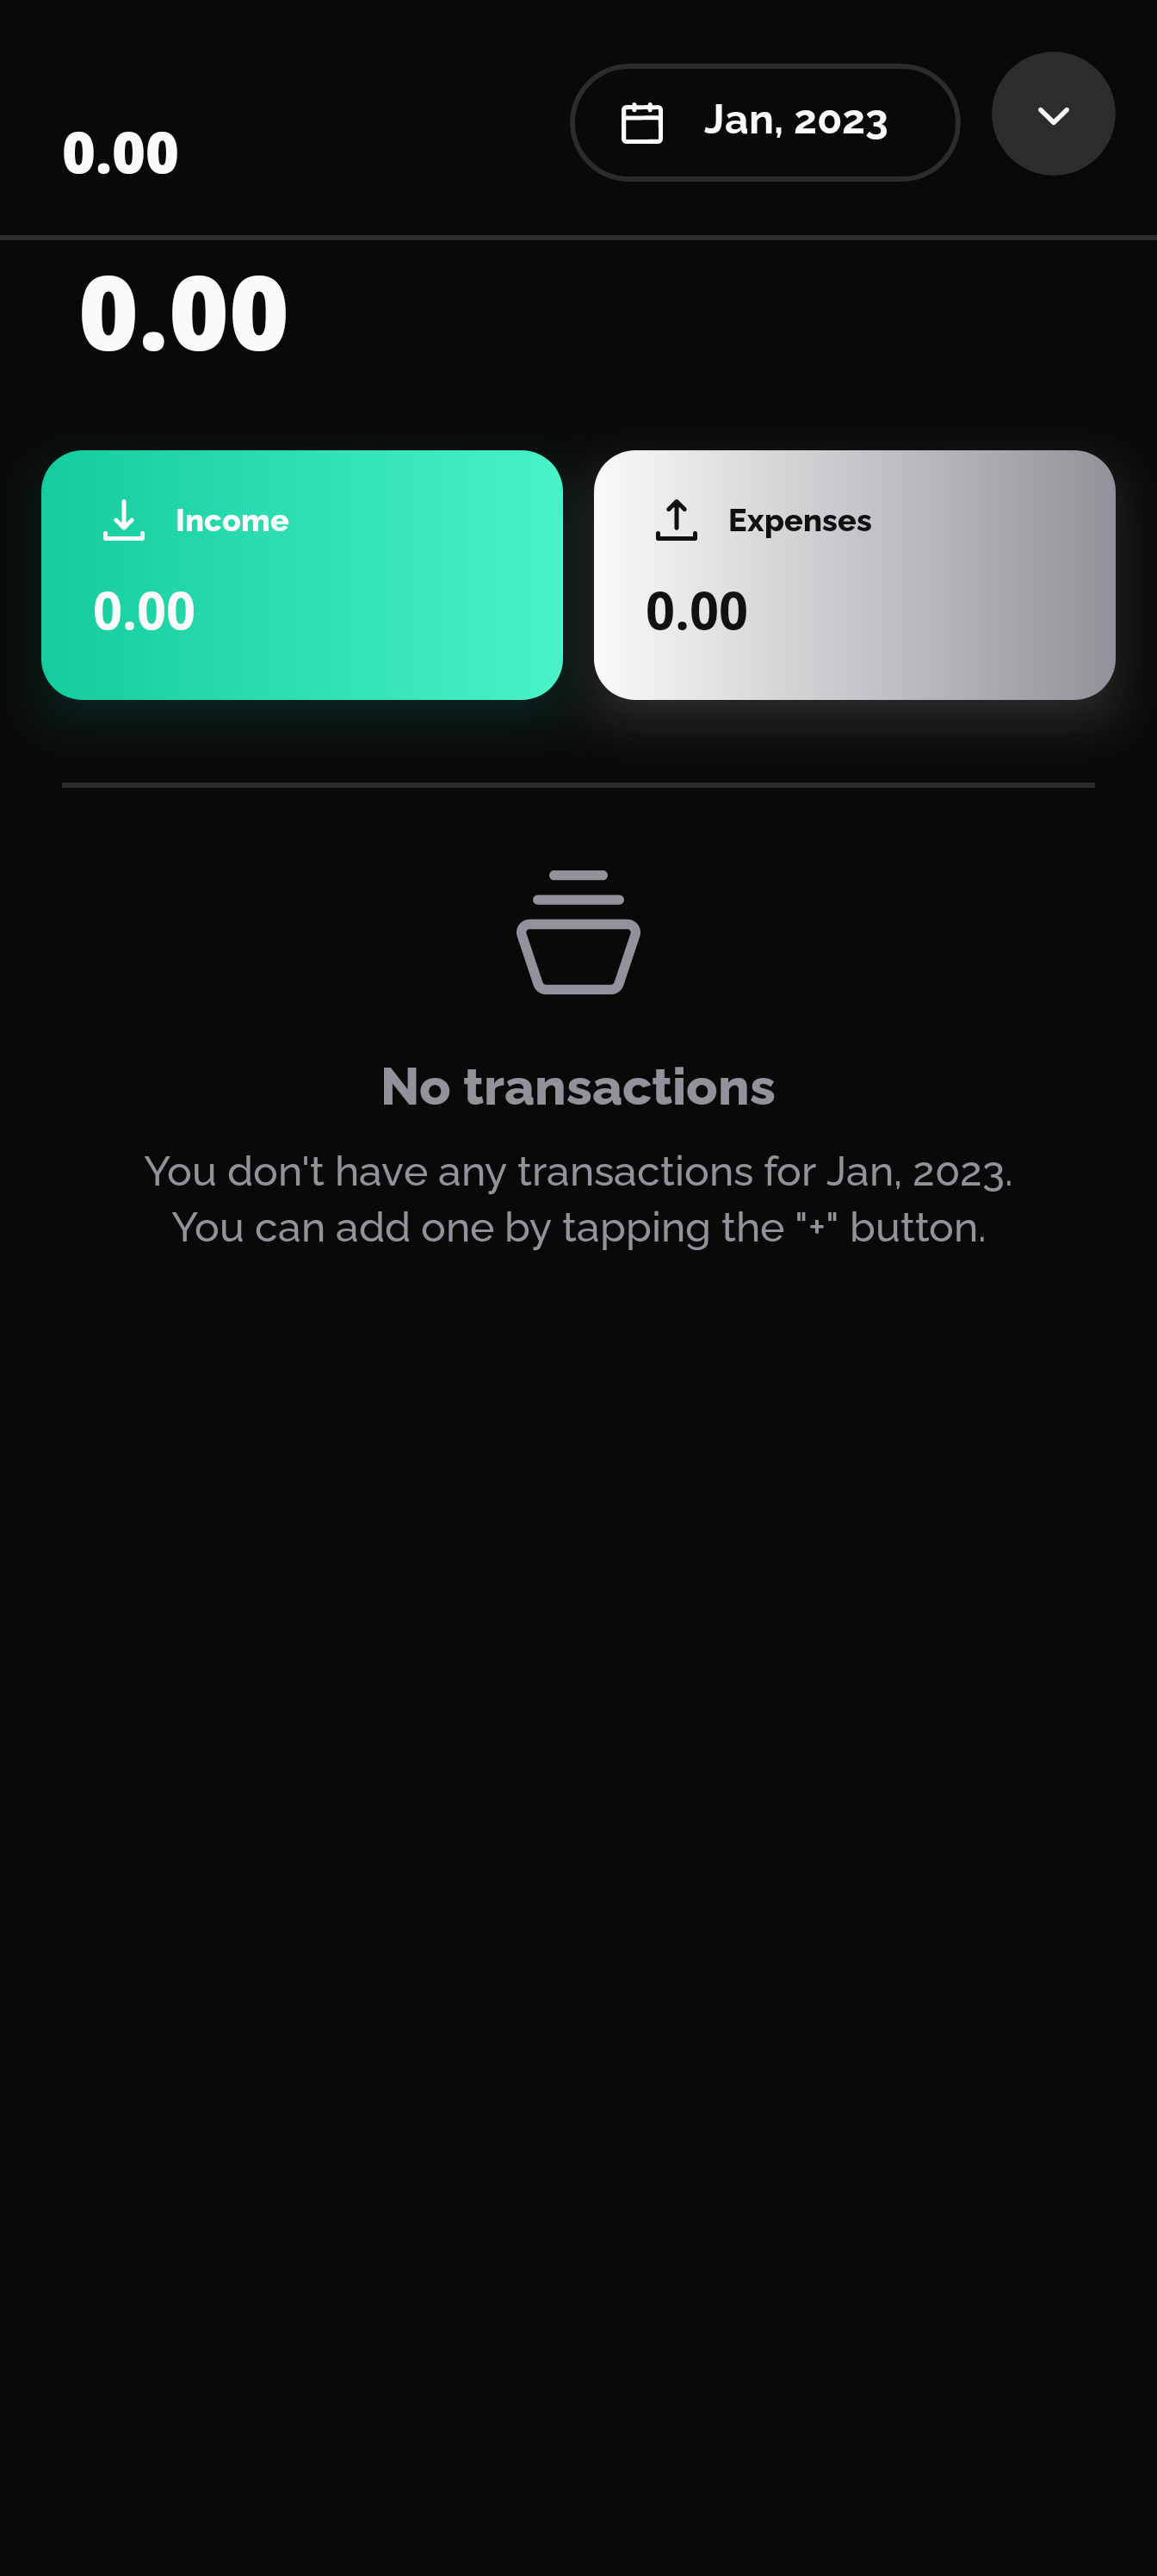 0.00
Jan, 2023
0.00
Income
Expenses
0.00
0.00
No transactions
You don't have any transactions for Jan, 2023.
You can add one by tapping the "+" button.